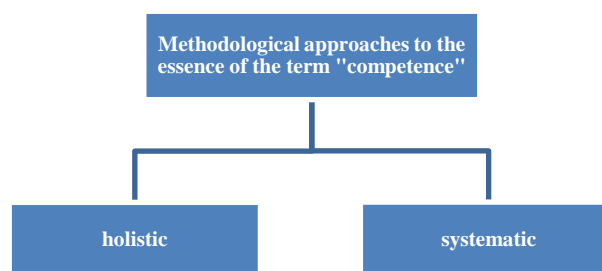 Methodological approaches to the
essence of the term "competence"
holistic
systematic